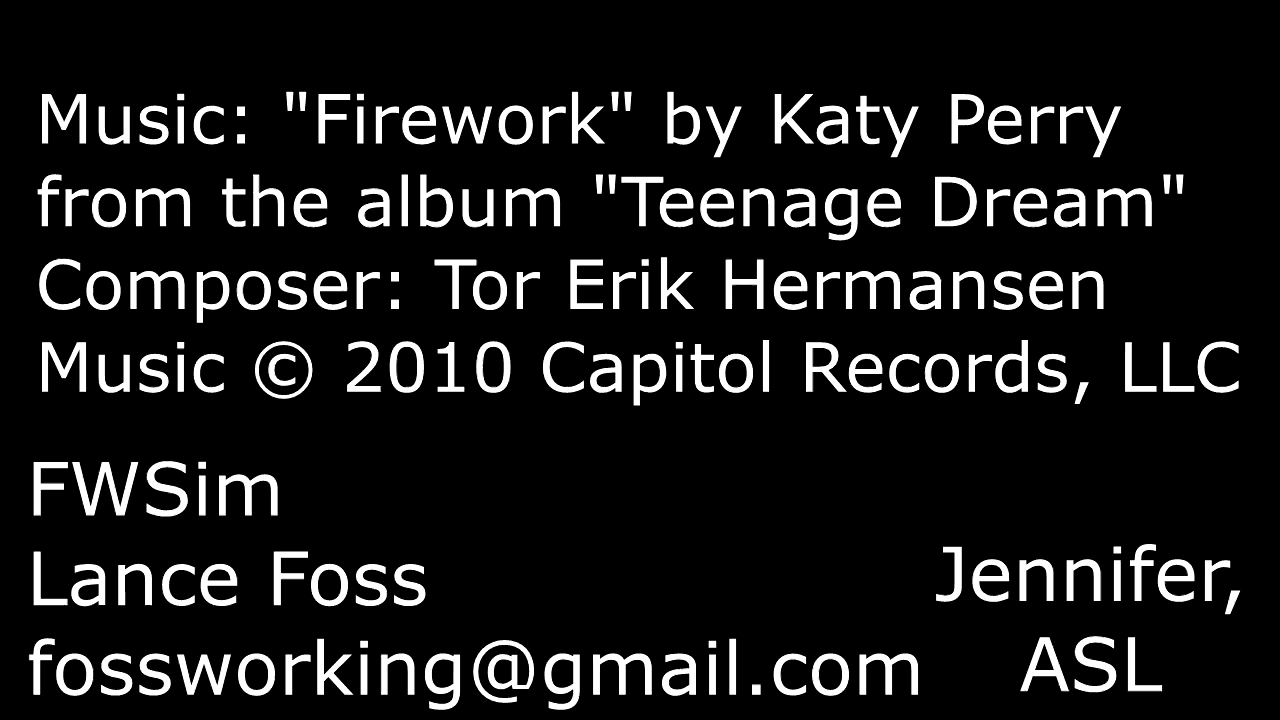 Music: "Firework" by Katy Perry
from the album "Teenage Dream"
Composer: Tor Erik Hermansen
Music © 2010 Capitol Records, LLC
FWSim
Lance Foss
fossworking@gmail.com
Jennifer,
ASL